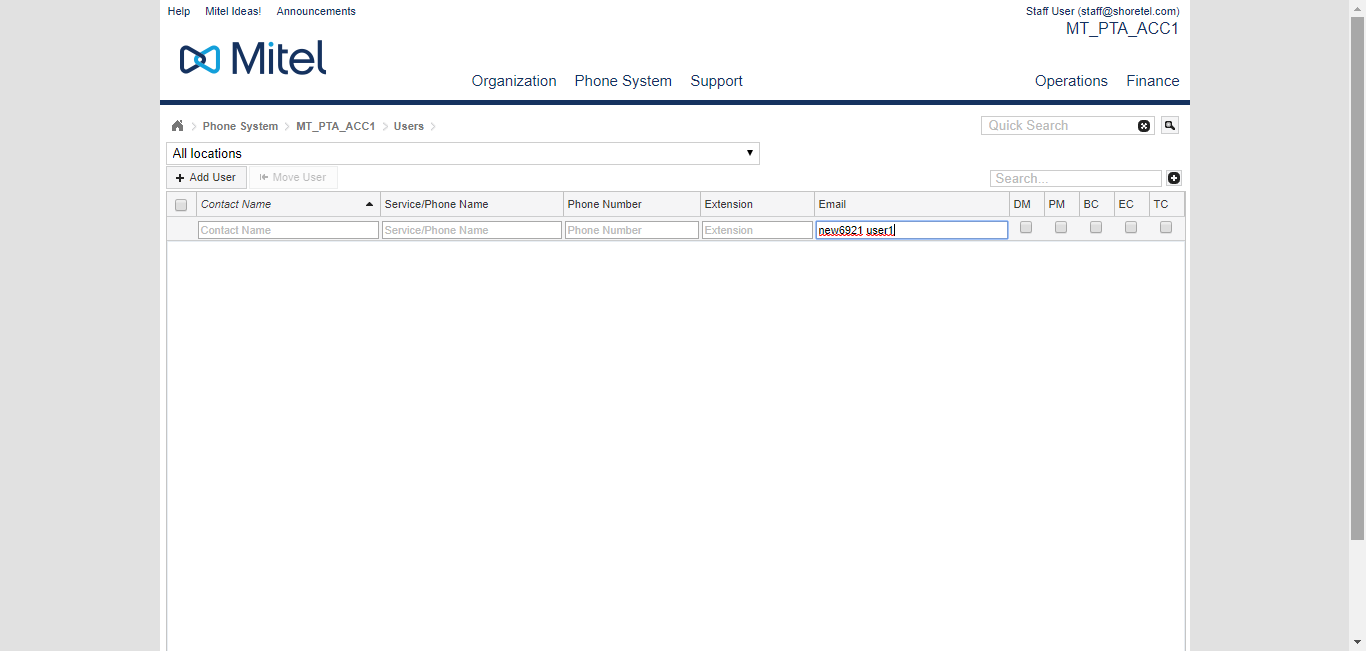 Help Mitel Ideas! Announcements Staff User (staff@shoretel.com)
MT_PTA_ACC1
Mitel
Organization Phone System Support Operations Finance
Phone System MT_PTA_ACC1 Users Quick Search
All locations
Add User Move User Search...
Contact Name Service/Phone Name Phone Number Extension Email DM PM BC EC TC
Contact Name Service/Phone Name Phone Number Extension new6921 user1